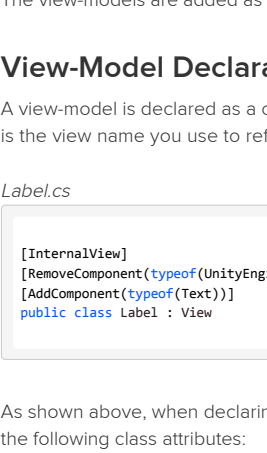 The view-models are added as
View-Model Declara
A view-model is declared as a c
is the view name you use to ref
Label.cs
[InternalView]
[RemoveComponent(typeof(UnityEngi
[AddComponent(typeof(Text))]
public class Label : View
As shown above, when declarin
the following class attributes: